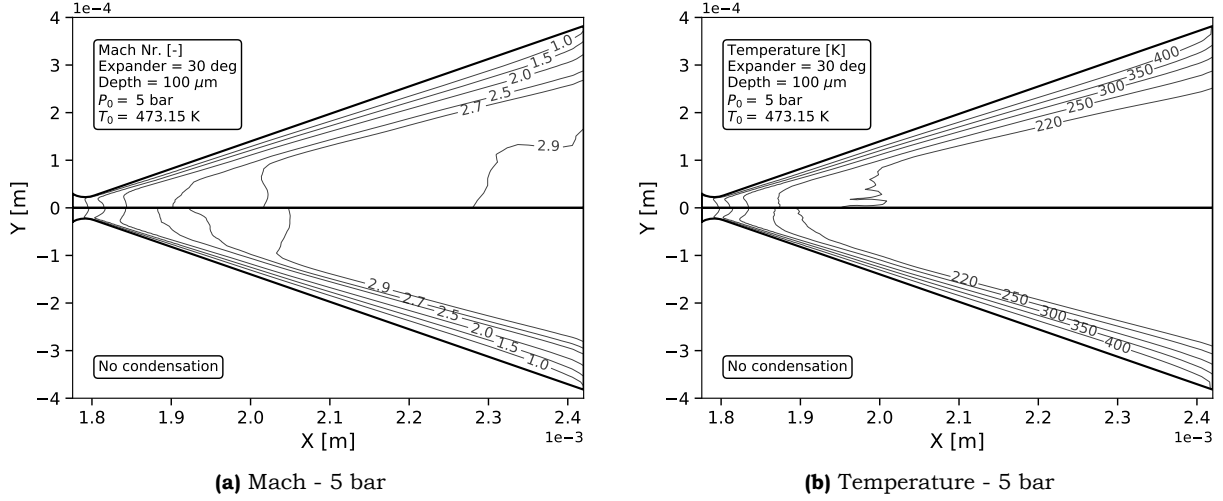 1e−4
Mach Nr. [-]
Expander = 30 deg
Depth = 100 μm
P₀ = 5 bar
T₀ = 473.15 K
1.0
1.5
2.0
2.5
2.7
2.9
2.9
2.7
2.5
2.0
1.5
1.0
No condensation
4
3
2
1
0
−1
−2
−3
−4
Y [m]
1.8 1.9 2.0 2.1 2.2 2.3 2.4
X [m]
1e−3
(a) Mach - 5 bar
1e−4
Temperature [K]
Expander = 30 deg
Depth = 100 μm
P₀ = 5 bar
T₀ = 473.15 K
400
350
300
250
220
220
250
300
350
400
No condensation
4
3
2
1
0
−1
−2
−3
−4
Y [m]
1.8 1.9 2.0 2.1 2.2 2.3 2.4
X [m]
1e−3
(b) Temperature - 5 bar